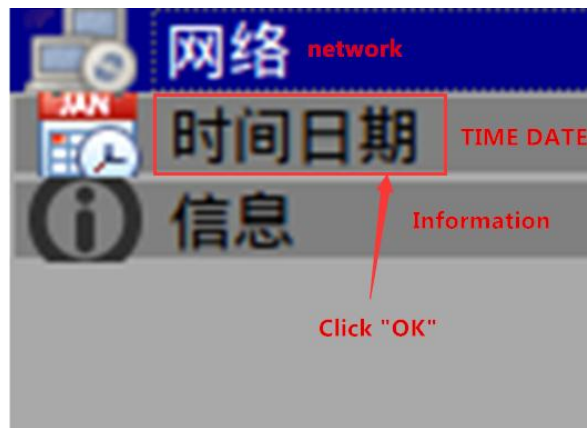 网络 network
JAN
时间日期 TIME DATE
信息 Information
Click "OK"